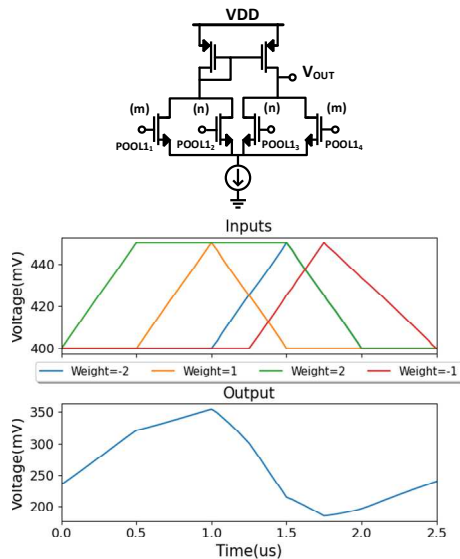 VDD
V_OUT
(m) (n) (n) (m)
POOL1₁ POOL1₂ POOL1₃ POOL1₄
Inputs
Voltage(mV)
440
420
400
Weight=-2 Weight=1 Weight=2 Weight=-1
Output
Voltage(mV)
350
300
250
200
0.0 0.5 1.0 1.5 2.0 2.5
Time(us)